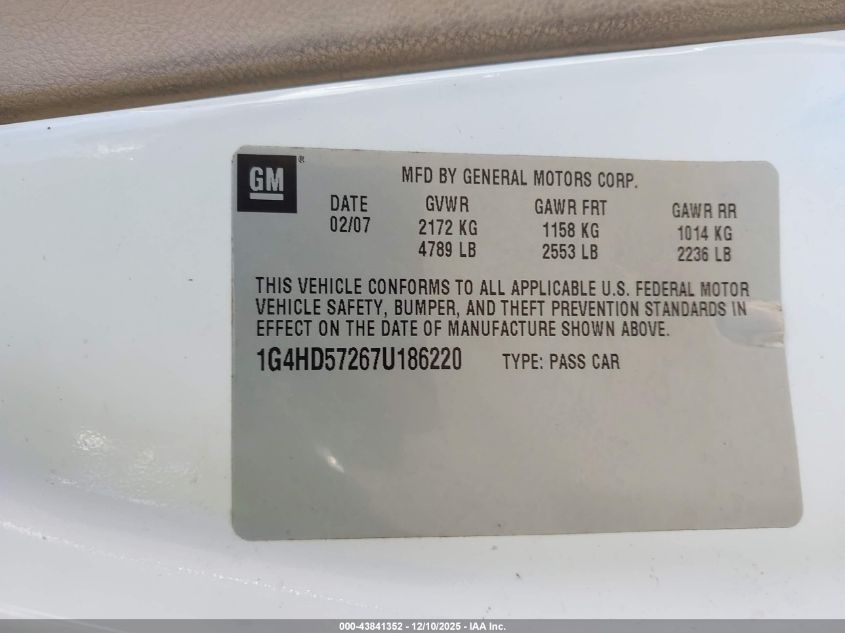 GM ®
MFD BY GENERAL MOTORS CORP.
DATE GVWR GAWR FRT GAWR RR
02/07 2172 KG 1158 KG 1014 KG
4789 LB 2553 LB 2236 LB
THIS VEHICLE CONFORMS TO ALL APPLICABLE U.S. FEDERAL MOTOR
VEHICLE SAFETY, BUMPER, AND THEFT PREVENTION STANDARDS IN
EFFECT ON THE DATE OF MANUFACTURE SHOWN ABOVE.
1G4HD57267U186220 TYPE: PASS CAR
000-43841352 - 12/10/2025 - IAA Inc.